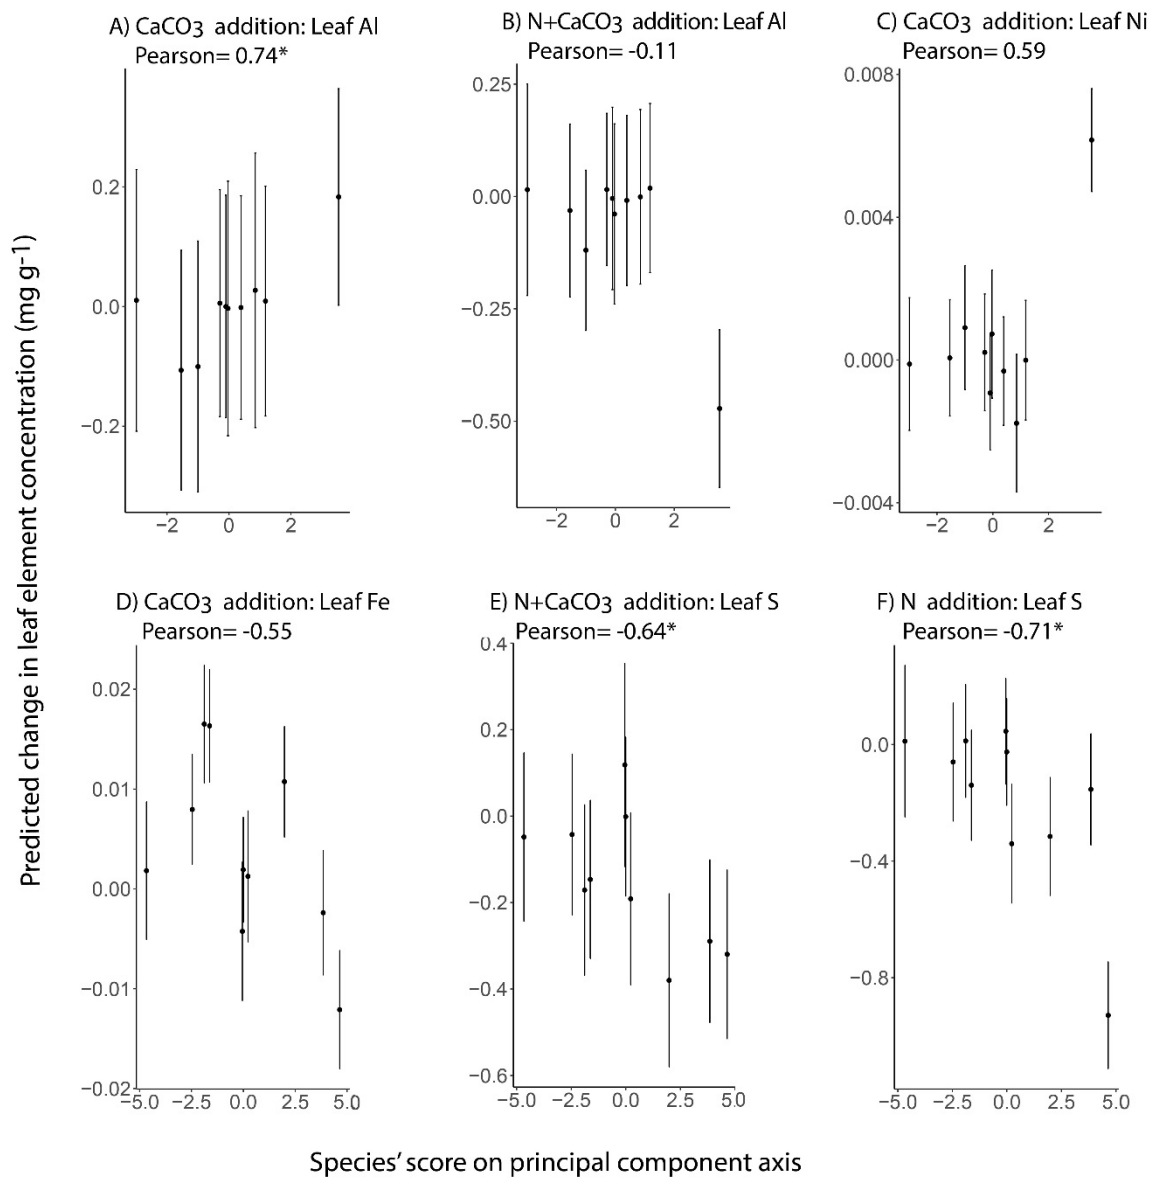 A) CaCO3 addition: Leaf Al
Pearson= 0.74*
B) N+CaCO3 addition: Leaf Al
Pearson= -0.11
C) CaCO3 addition: Leaf Ni
Pearson= 0.59
0.2
0.0
−0.2
−2 0 2
0.25
0.00
−0.25
−0.50
−2 0 2
0.008
0.004
0.000
−0.004
−2 0 2
Predicted change in leaf element concentration (mg g-1)
D) CaCO3 addition: Leaf Fe
Pearson= -0.55
E) N+CaCO3 addition: Leaf S
Pearson= -0.64*
F) N addition: Leaf S
Pearson= -0.71*
0.02
0.01
0.00
−0.01
−0.02
−5.0 −2.5 0.0 2.5 5.0
0.4
0.2
0.0
−0.2
−0.4
−0.6
−5.0 −2.5 0.0 2.5 5.0
0.0
−0.4
−0.8
−5.0 −2.5 0.0 2.5 5.0
Species' score on principal component axis